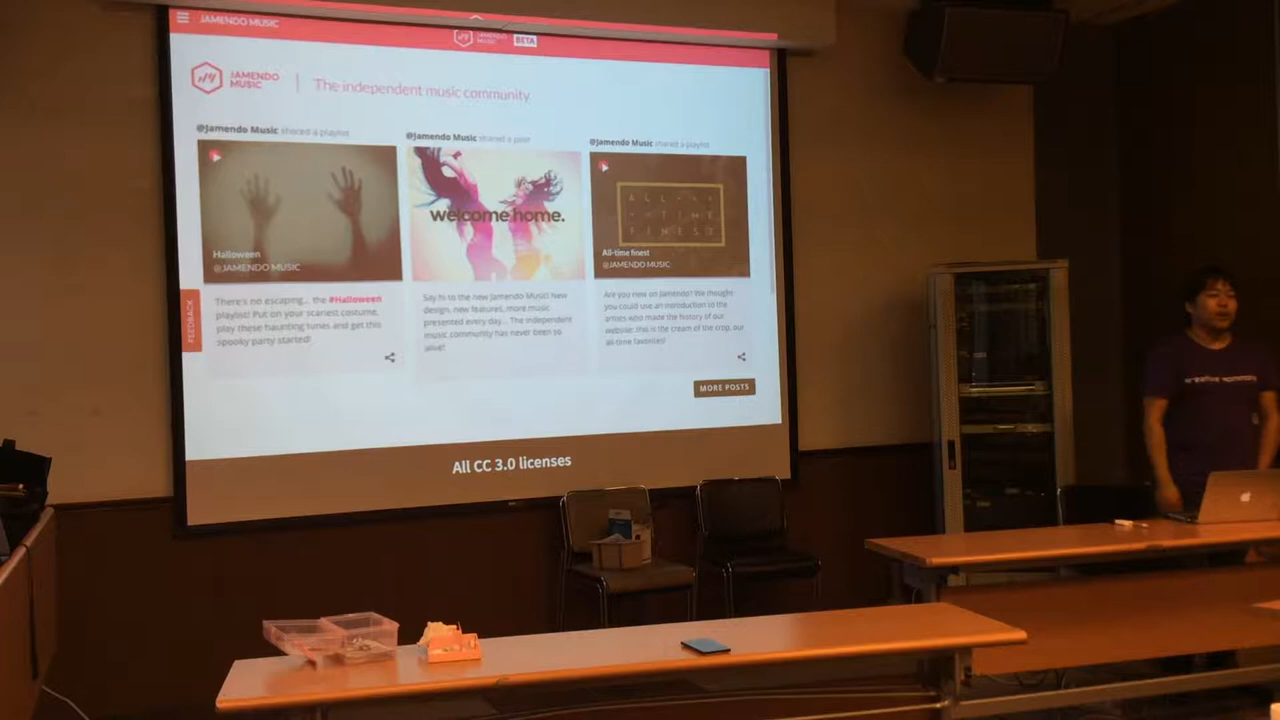 JAMENDO MUSIC
JAMENDO
MUSIC
BETA
JAMENDO
MUSIC
The independent music community
@Jamendo Music shared a playlist
@Jamendo Music shared a post
@Jamendo Music shared a playlist
Halloween
@JAMENDO MUSIC
welcome home.
ALL
TIME
FINEST
All-time finest
@JAMENDO MUSIC
There's no escaping... the #Halloween
playlist! Put on your scariest costume,
play these haunting tunes and get this
spooky party started!
Say hi to the new Jamendo Music! New
design, new features, more music
presented every day... The independent
music community has never been so
alive!
Are you new on Jamendo? We thought
you could use an introduction to the
artists who made the history of our
website: this is the cream of the crop, our
all-time favorites!
FEEDBACK
MORE POSTS
All CC 3.0 licenses